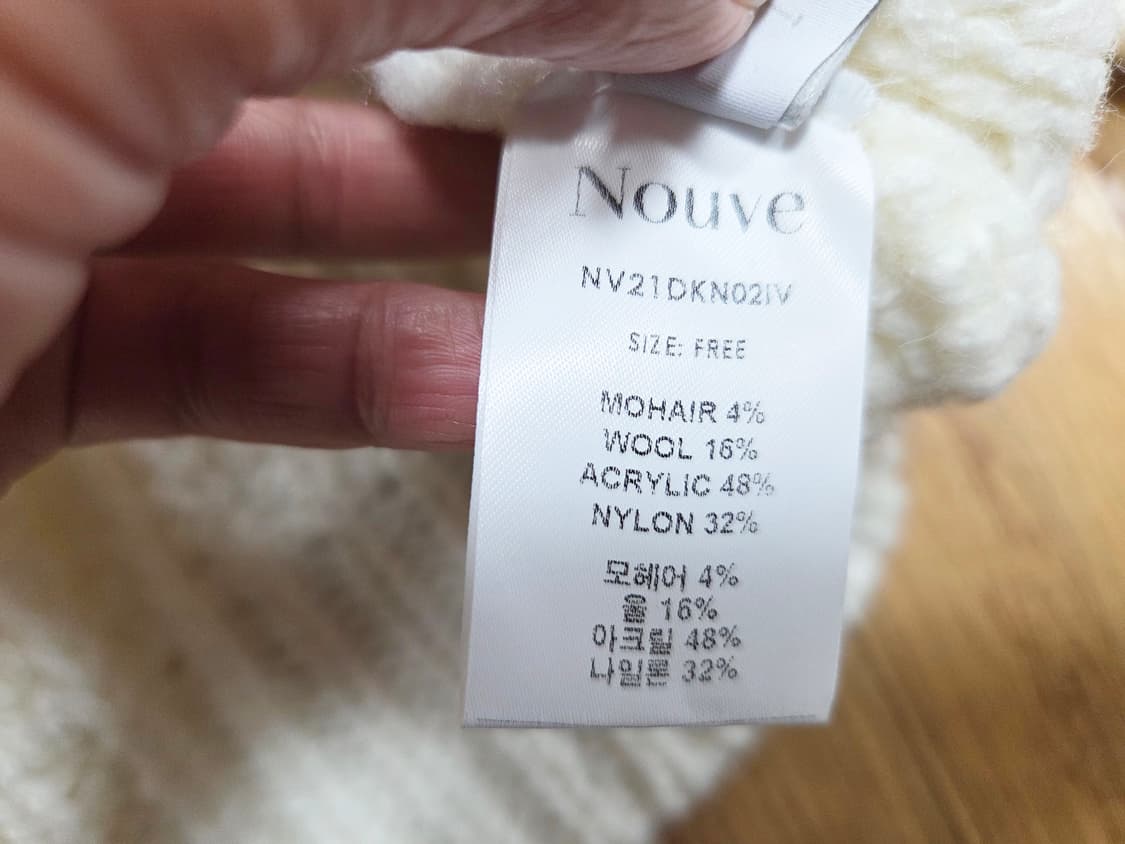 Nouve
NV21DKN02IV
SIZE: FREE
MOHAIR 4%
WOOL 16%
ACRYLIC 48%
NYLON 32%
모헤어 4%
울 16%
아크릴 48%
나일론 32%